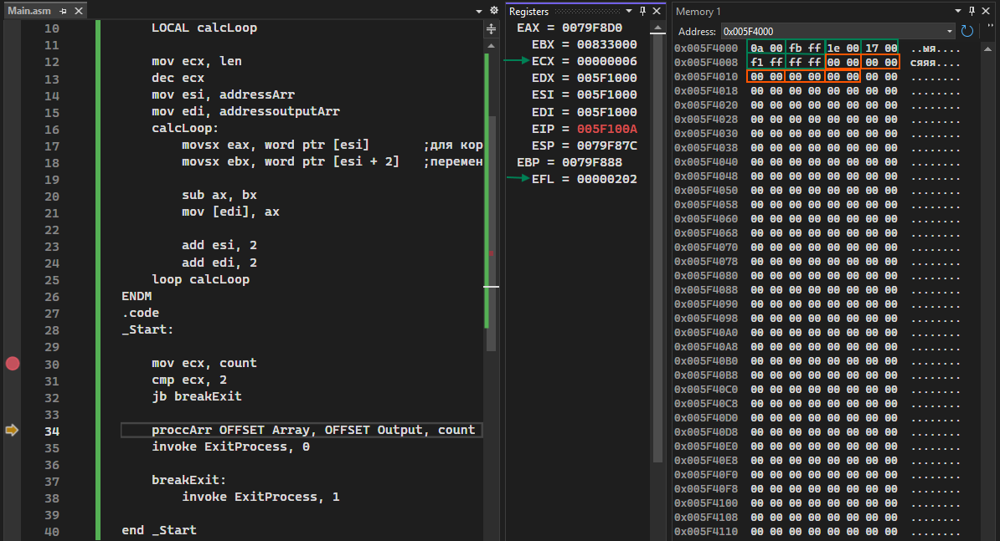 Main.asm
10 LOCAL calcLoop
11
12 mov ecx, len
13 dec ecx
14 mov esi, addressArr
15 mov edi, addressoutputArr
16 calcLoop:
17 movsx eax, word ptr [esi] ;для кор
18 movsx ebx, word ptr [esi + 2] ;перемен
19
20 sub ax, bx
21 mov [edi], ax
22
23 add esi, 2
24 add edi, 2
25 loop calcLoop
26 ENDM
27 .code
28 _Start:
29
30 mov ecx, count
31 cmp ecx, 2
32 jb breakExit
33
34 proccArr OFFSET Array, OFFSET Output, count
35 invoke ExitProcess, 0
36
37 breakExit:
38 invoke ExitProcess, 1
39
40 end _Start
Registers
EAX = 0079F8D0
EBX = 00833000
ECX = 00000006
EDX = 005F1000
ESI = 005F1000
EDI = 005F1000
EIP = 005F100A
ESP = 0079F87C
EBP = 0079F888
EFL = 00000202
Memory 1
Address: 0x005F4000
0x005F4000 0a 00 fb ff 1e 00 17 00 ..ыя....
0x005F4008 f1 ff ff ff 00 00 00 00 сяяя....
0x005F4010 00 00 00 00 00 00 00 00 ........
0x005F4018 00 00 00 00 00 00 00 00 ........
0x005F4020 00 00 00 00 00 00 00 00 ........
0x005F4028 00 00 00 00 00 00 00 00 ........
0x005F4030 00 00 00 00 00 00 00 00 ........
0x005F4038 00 00 00 00 00 00 00 00 ........
0x005F4040 00 00 00 00 00 00 00 00 ........
0x005F4048 00 00 00 00 00 00 00 00 ........
0x005F4050 00 00 00 00 00 00 00 00 ........
0x005F4058 00 00 00 00 00 00 00 00 ........
0x005F4060 00 00 00 00 00 00 00 00 ........
0x005F4068 00 00 00 00 00 00 00 00 ........
0x005F4070 00 00 00 00 00 00 00 00 ........
0x005F4078 00 00 00 00 00 00 00 00 ........
0x005F4080 00 00 00 00 00 00 00 00 ........
0x005F4088 00 00 00 00 00 00 00 00 ........
0x005F4090 00 00 00 00 00 00 00 00 ........
0x005F4098 00 00 00 00 00 00 00 00 ........
0x005F40A0 00 00 00 00 00 00 00 00 ........
0x005F40A8 00 00 00 00 00 00 00 00 ........
0x005F40B0 00 00 00 00 00 00 00 00 ........
0x005F40B8 00 00 00 00 00 00 00 00 ........
0x005F40C0 00 00 00 00 00 00 00 00 ........
0x005F40C8 00 00 00 00 00 00 00 00 ........
0x005F40D0 00 00 00 00 00 00 00 00 ........
0x005F40D8 00 00 00 00 00 00 00 00 ........
0x005F40E0 00 00 00 00 00 00 00 00 ........
0x005F40E8 00 00 00 00 00 00 00 00 ........
0x005F40F0 00 00 00 00 00 00 00 00 ........
0x005F40F8 00 00 00 00 00 00 00 00 ........
0x005F4100 00 00 00 00 00 00 00 00 ........
0x005F4108 00 00 00 00 00 00 00 00 ........
0x005F4110 00 00 00 00 00 00 00 00 ........